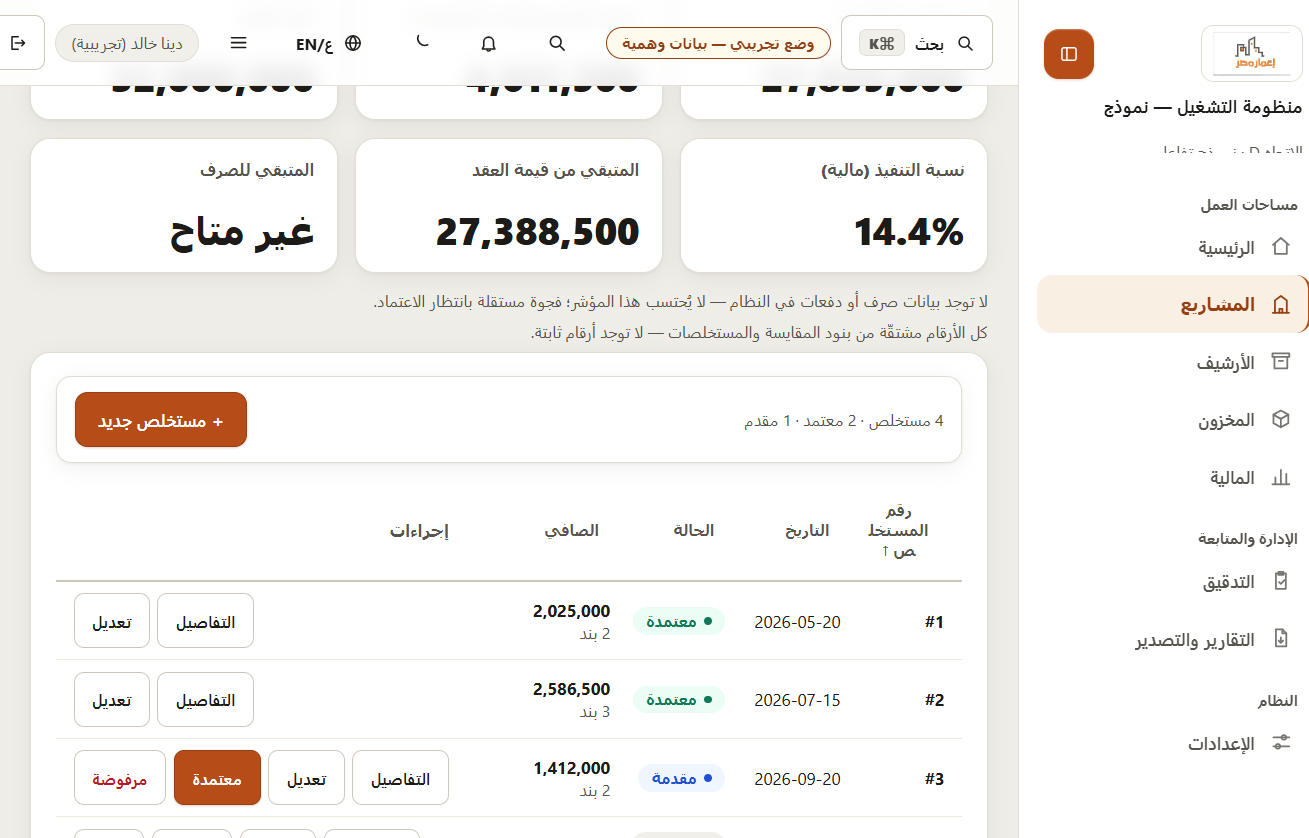 إعمار مصر
منظومة التشغيل — نموذج
مساحات العمل
الرئيسية
المشاريع
الأرشيف
المخزون
المالية
الإدارة والمتابعة
التدقيق
التقارير والتصدير
النظام
الإعدادات
بحث ⌘K
وضع تجريبي — بيانات وهمية
ع/EN
دينا خالد (تجريبية)
نسبة التنفيذ (مالية)
14.4%
المتبقي من قيمة العقد
27,388,500
المتبقي للصرف
غير متاح
لا توجد بيانات صرف أو دفعات في النظام — لا يُحتسب هذا المؤشر؛ فجوة مستقلة بانتظار الاعتماد.
كل الأرقام مشتقّة من بنود المقايسة والمستخلصات — لا توجد أرقام ثابتة.
4 مستخلص · 2 معتمد · 1 مقدم
+ مستخلص جديد
رقم المستخلص ↑ التاريخ الحالة الصافي إجراءات
#1 2026-05-20 معتمدة 2,025,000 التفاصيل تعديل
2 بند
#2 2026-07-15 معتمدة 2,586,500 التفاصيل تعديل
3 بند
#3 2026-09-20 مقدمة 1,412,000 التفاصيل تعديل معتمدة مرفوضة
2 بند